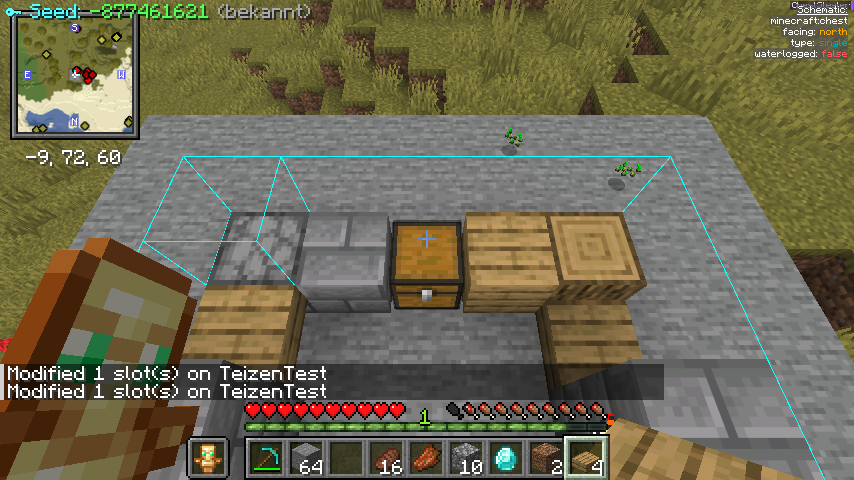 Seed: -877461621 (bekannt)
Schematic:
minecraft:chest
facing: north
type: single
waterlogged: false
S
E
W
N
-9, 72, 60
Modified 1 slot(s) on TeizenTest
Modified 1 slot(s) on TeizenTest
1
64
16
10
2
4